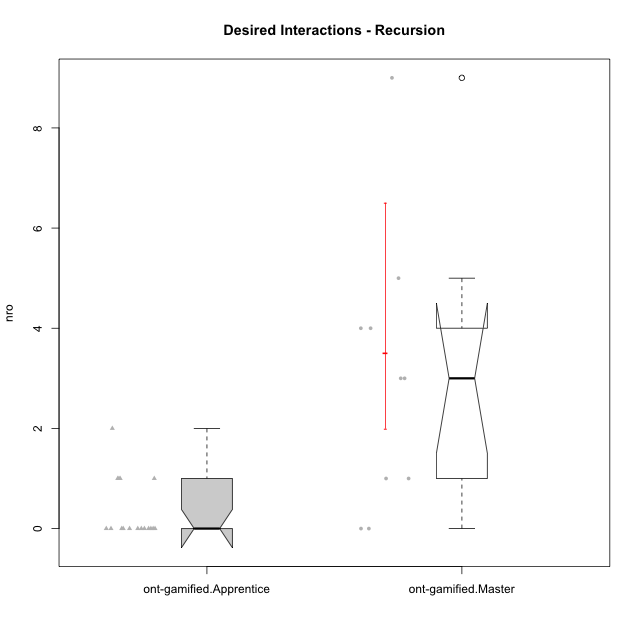 Desired Interactions - Recursion
nro
8
6
4
2
0
ont-gamified.Apprentice
ont-gamified.Master